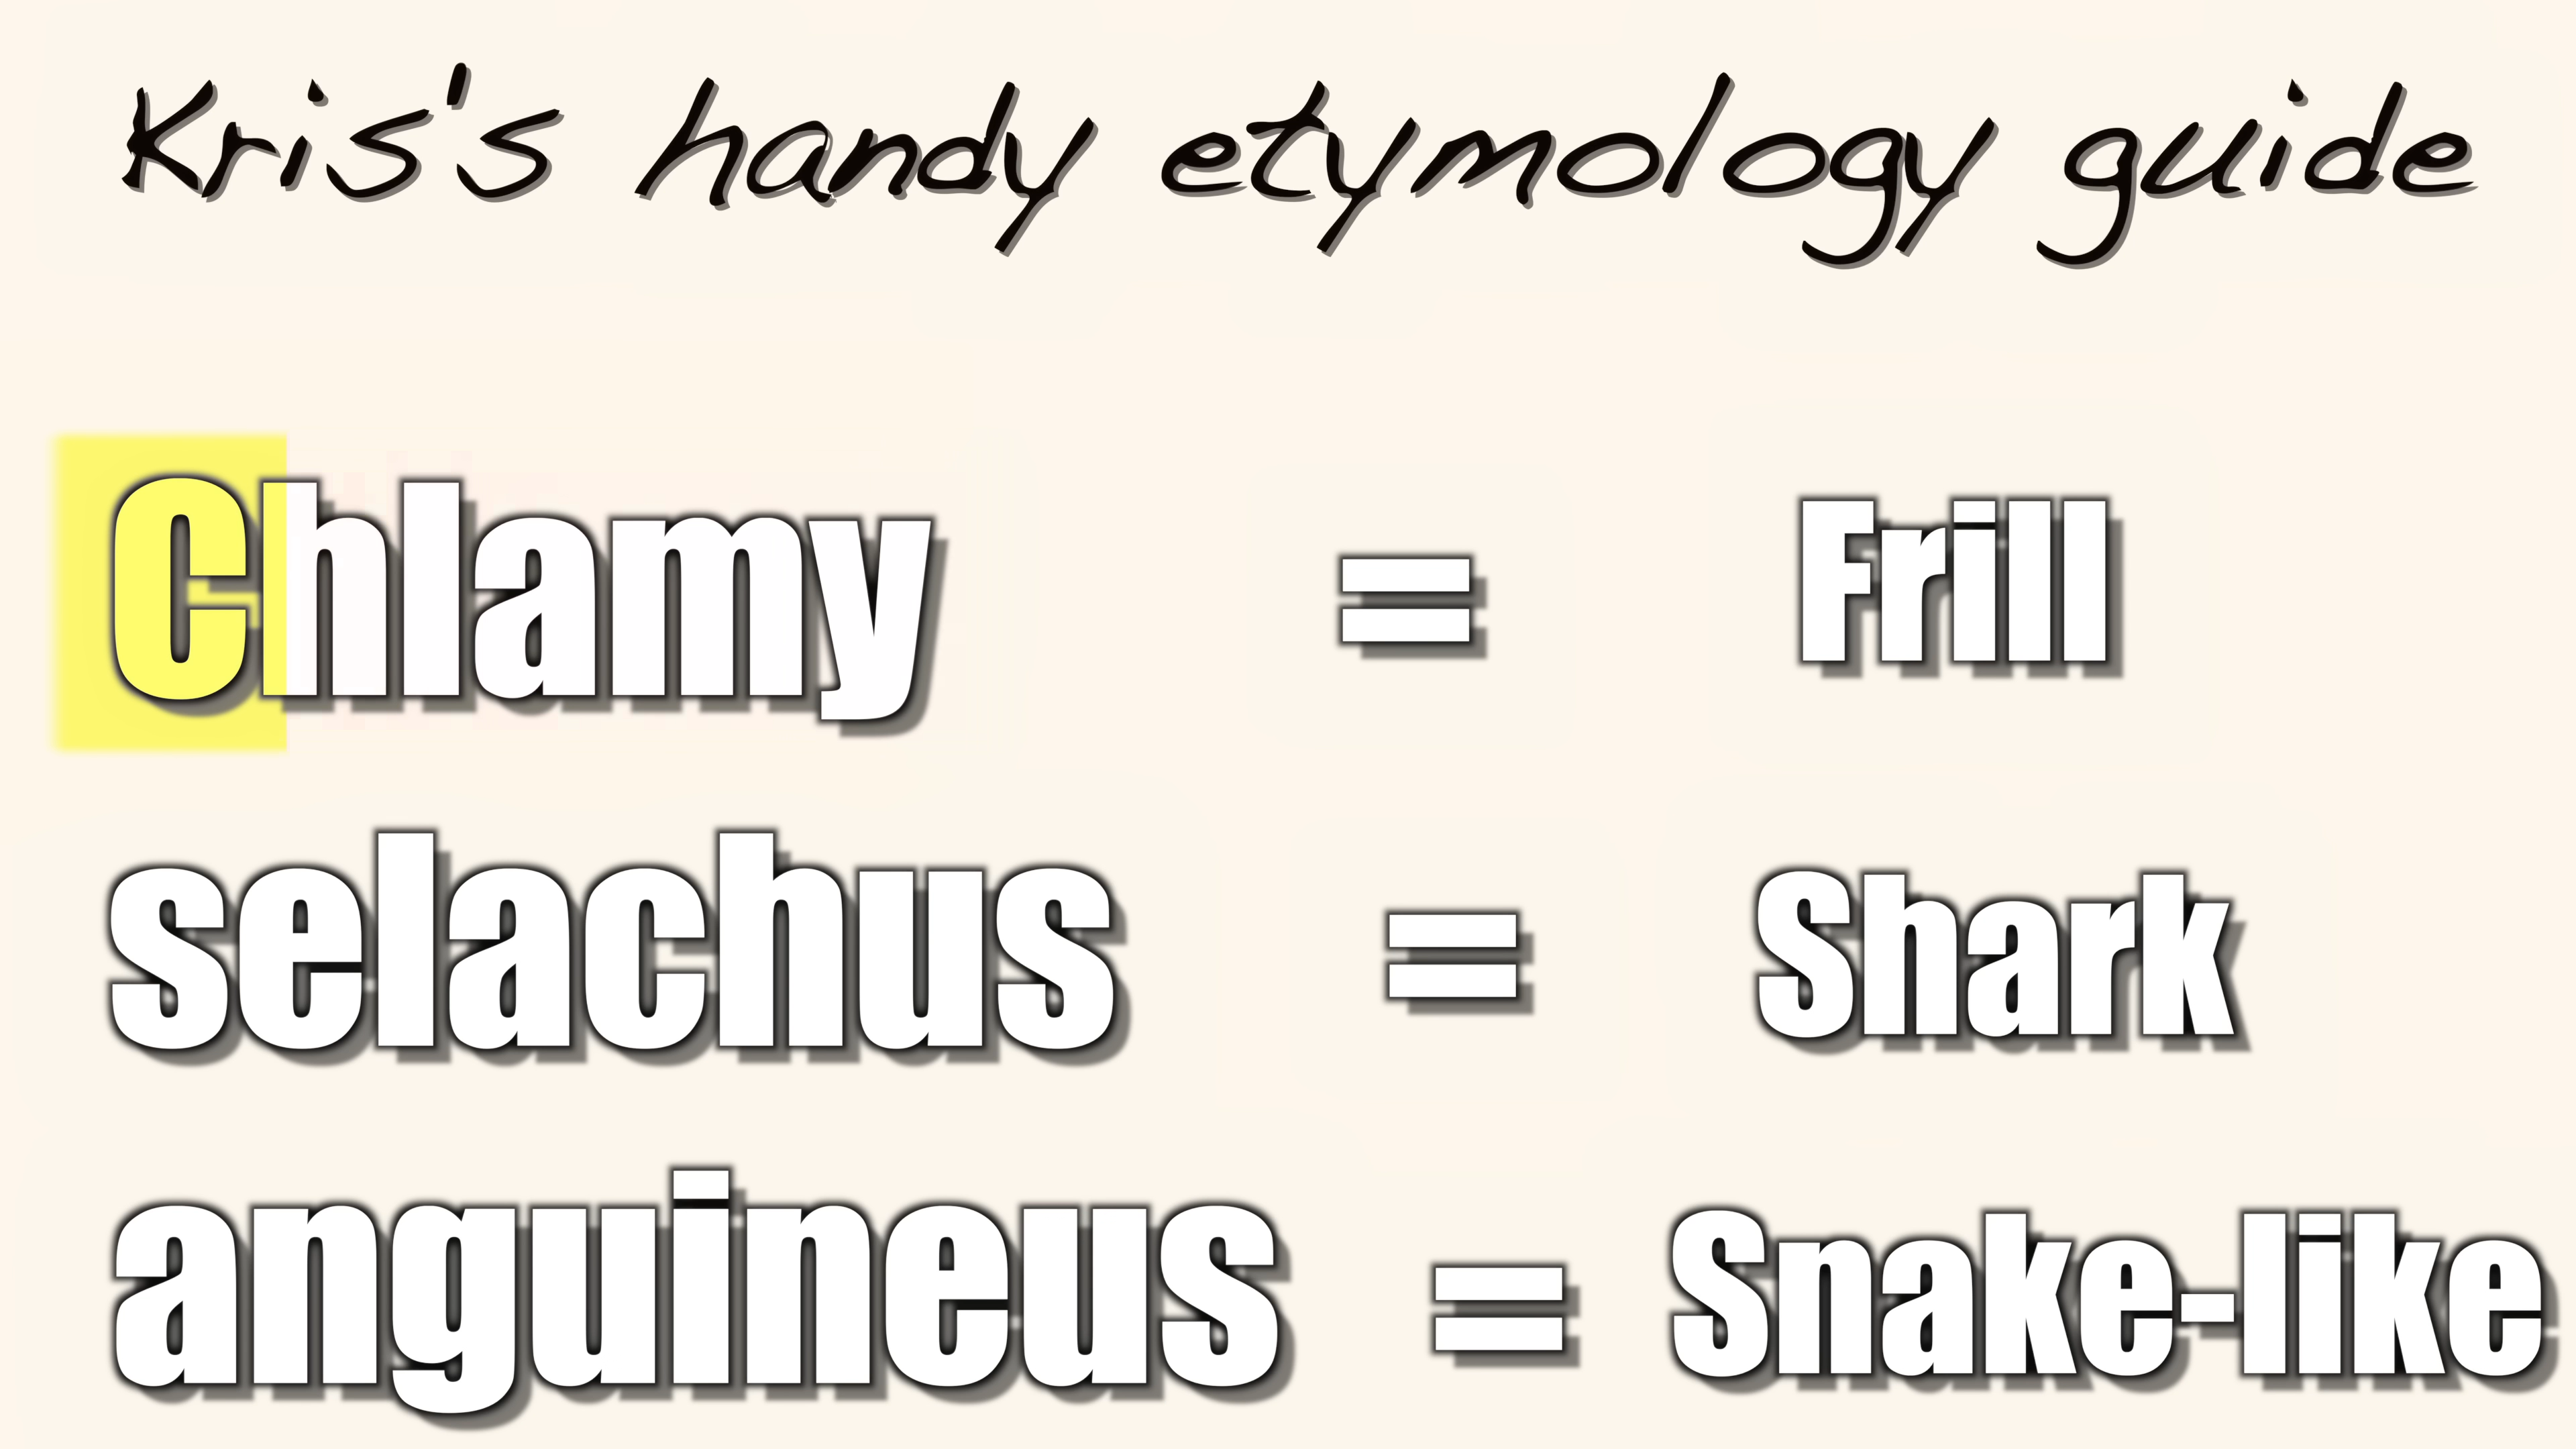 Kris's handy etymology guide
Chlamy = Frill
selachus = Shark
anguineus = Snake-like